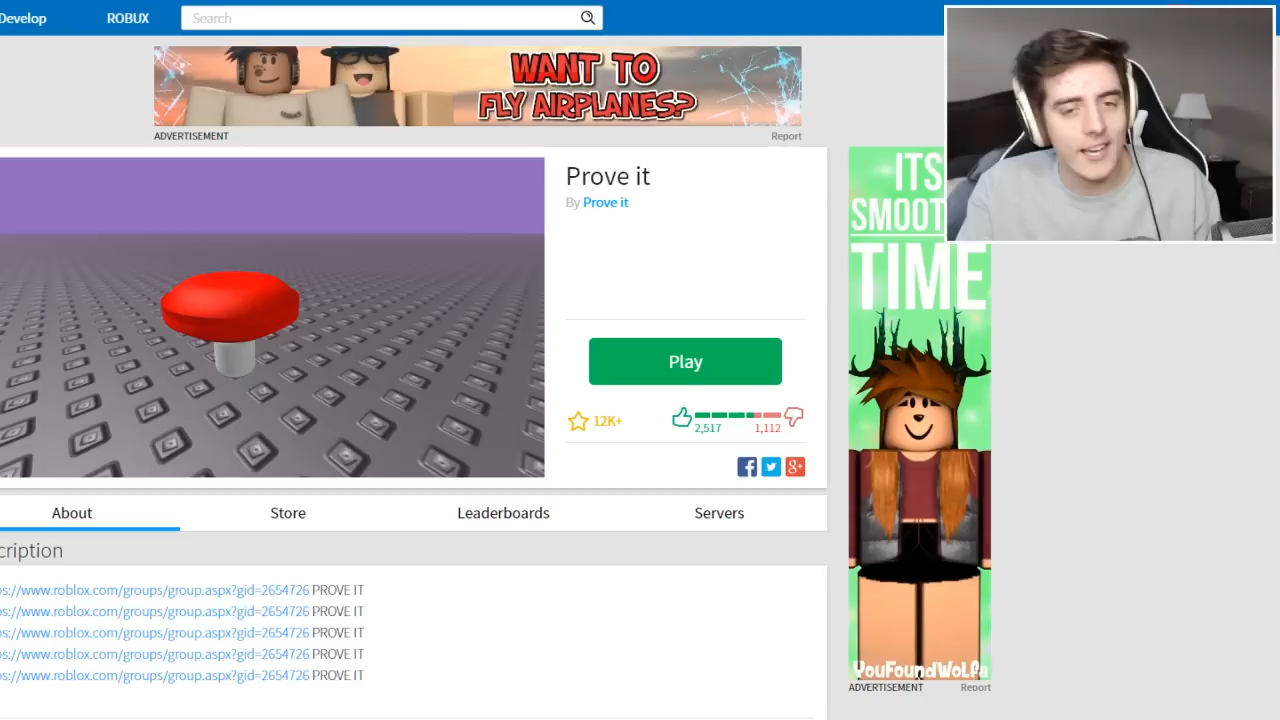 Develop
ROBUX
Search
WANT TO
FLY AIRPLANES?
ADVERTISEMENT
Report
Prove it
By Prove it
Play
12K+
2,517
1,112
About
Store
Leaderboards
Servers
cription
ps://www.roblox.com/groups/group.aspx?gid=2654726 PROVE IT
ps://www.roblox.com/groups/group.aspx?gid=2654726 PROVE IT
ps://www.roblox.com/groups/group.aspx?gid=2654726 PROVE IT
ps://www.roblox.com/groups/group.aspx?gid=2654726 PROVE IT
ps://www.roblox.com/groups/group.aspx?gid=2654726 PROVE IT
ITS
SMOOT
TIME
ADVERTISEMENT
Report